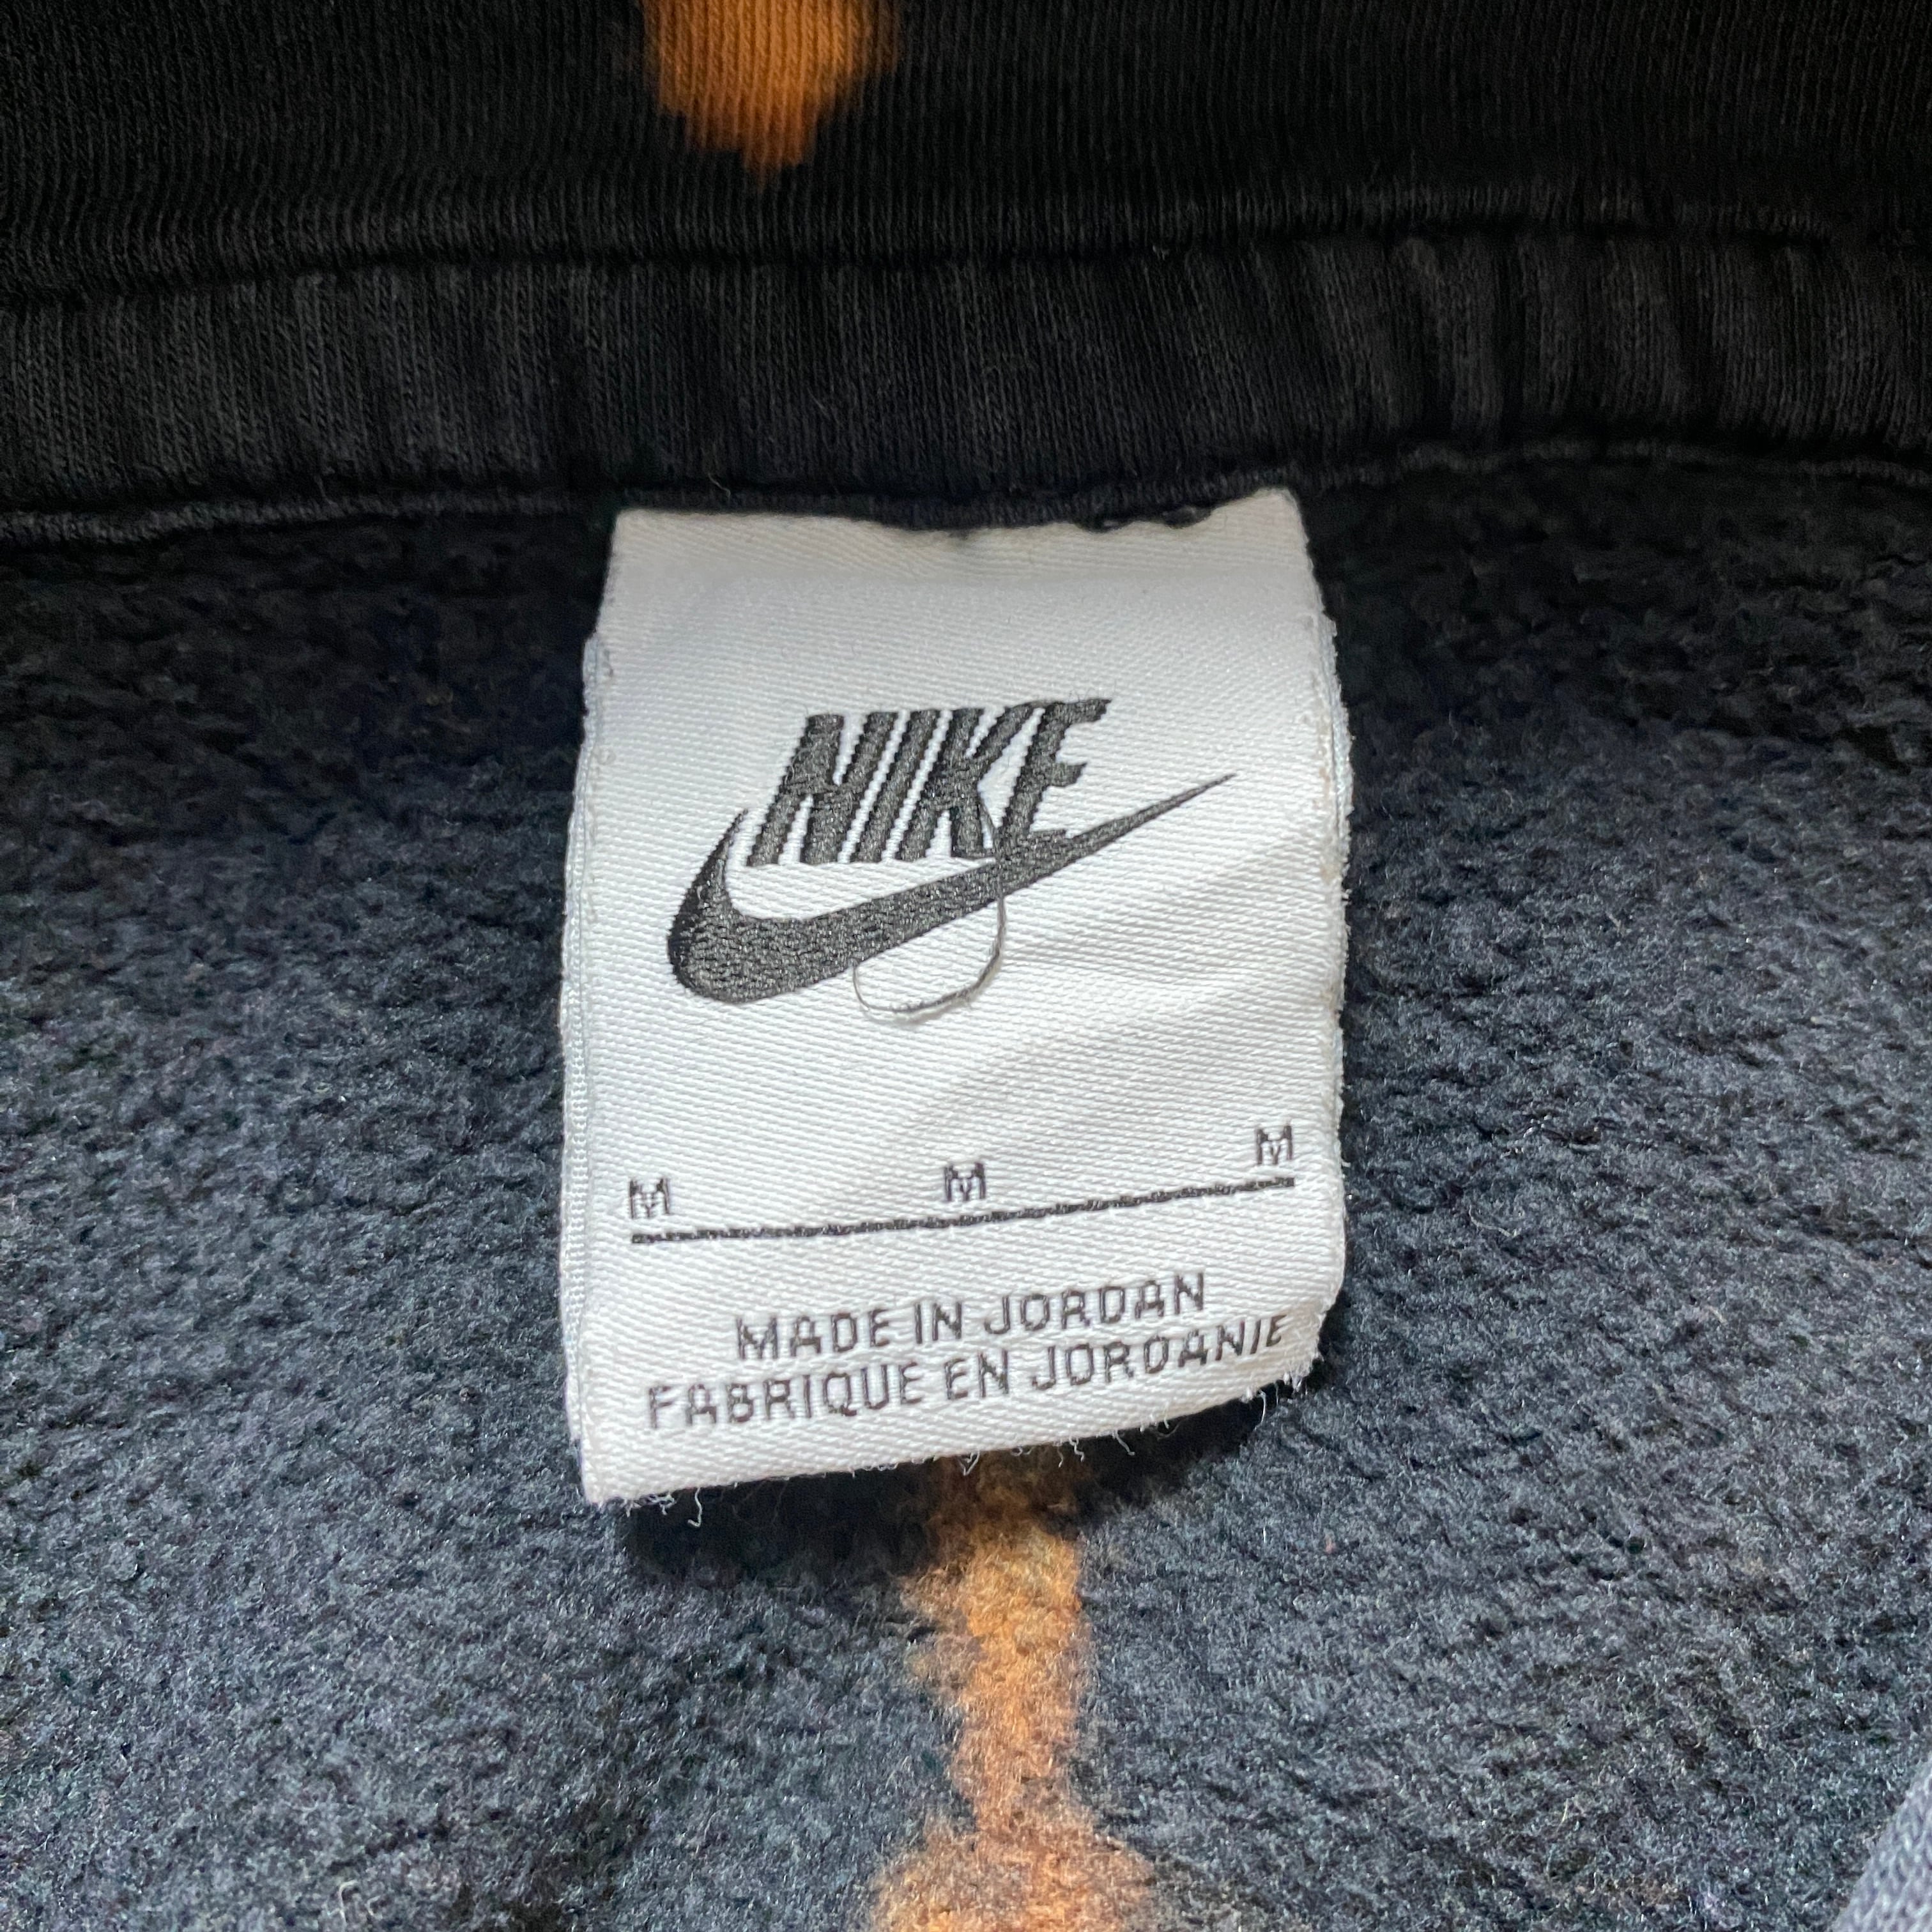 NIKE
M M M
MADE IN JORDAN
FABRIQUE EN JORDANIE